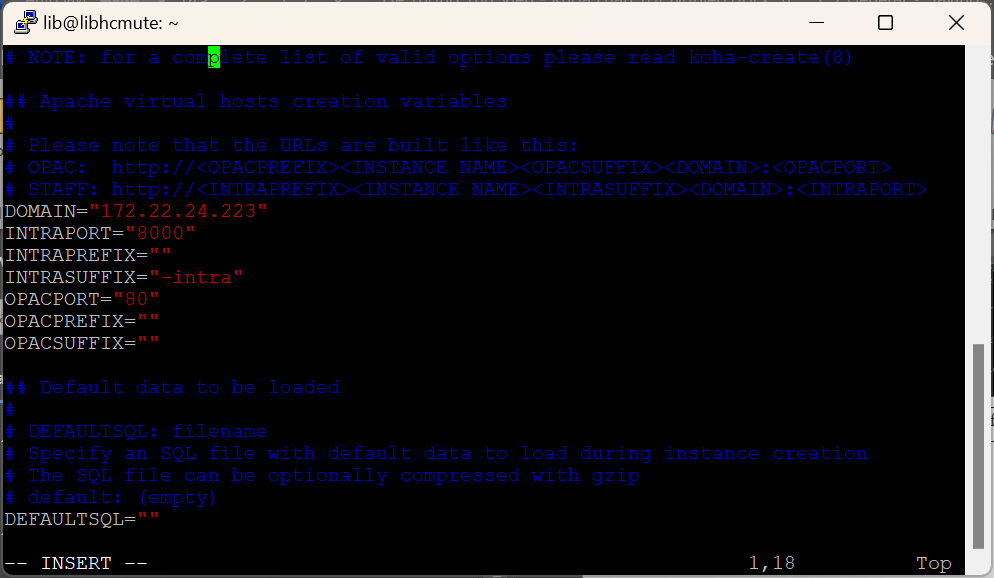 lib@libhcmute: ~
# NOTE: for a complete list of valid options please read koha-create(8)
## Apache virtual hosts creation variables
#
# Please note that the URLs are built like this:
# OPAC:  http://<OPACPREFIX><INSTANCE NAME><OPACSUFFIX><DOMAIN>:<OPACPORT>
# STAFF: http://<INTRAPREFIX><INSTANCE NAME><INTRASUFFIX><DOMAIN>:<INTRAPORT>
DOMAIN="172.22.24.223"
INTRAPORT="8000"
INTRAPREFIX=""
INTRASUFFIX="-intra"
OPACPORT="80"
OPACPREFIX=""
OPACSUFFIX=""
## Default data to be loaded
#
# DEFAULTSQL: filename
# Specify an SQL file with default data to load during instance creation
# The SQL file can be optionally compressed with gzip
# default: (empty)
DEFAULTSQL=""
-- INSERT -- 1,18 Top